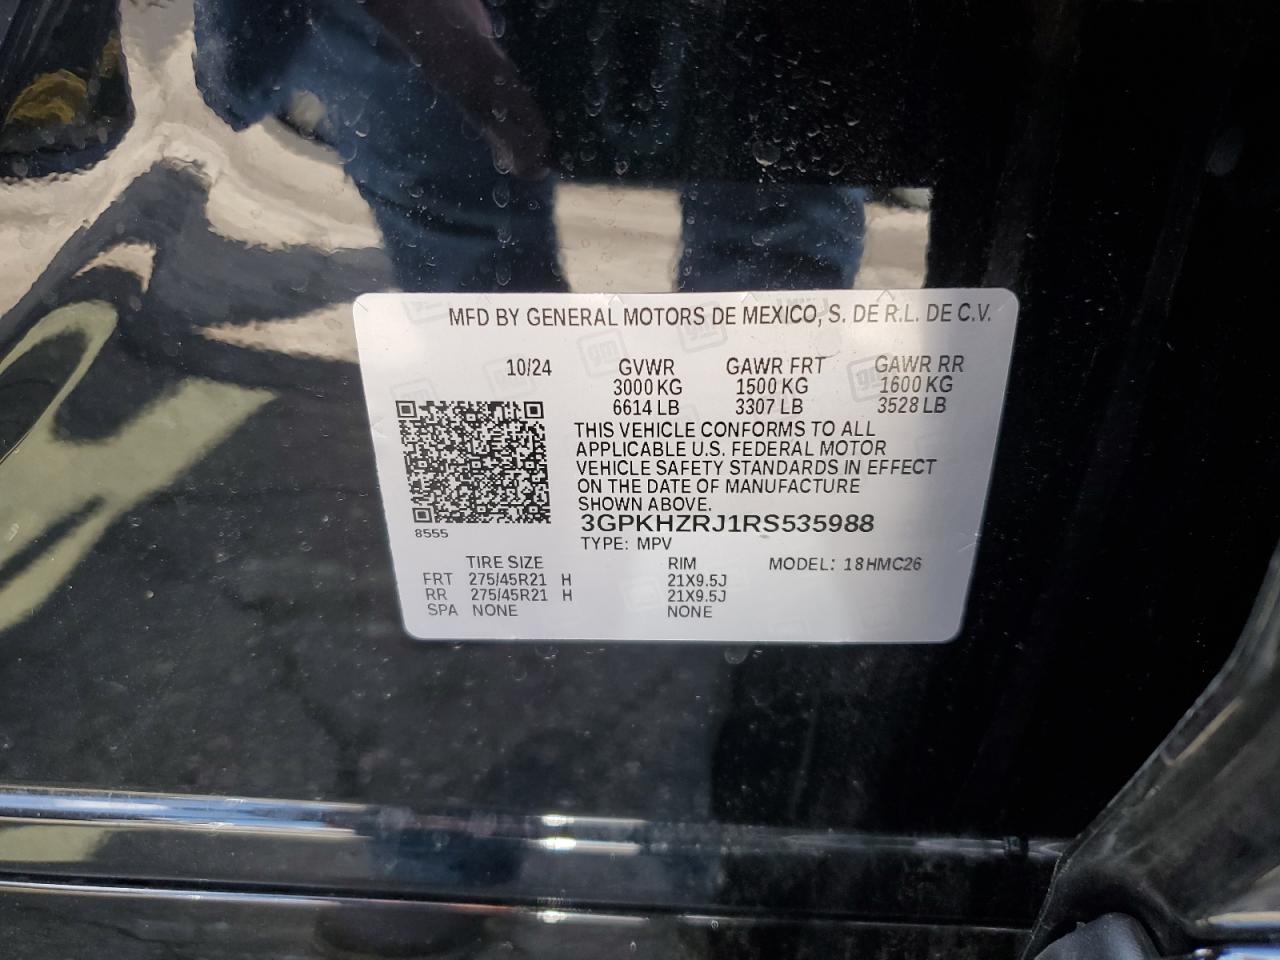 MFD BY GENERAL MOTORS DE MEXICO, S. DE R.L. DE C.V.
10/24 GVWR GAWR FRT GAWR RR
3000 KG 1500 KG 1600 KG
6614 LB 3307 LB 3528 LB
THIS VEHICLE CONFORMS TO ALL
APPLICABLE U.S. FEDERAL MOTOR
VEHICLE SAFETY STANDARDS IN EFFECT
ON THE DATE OF MANUFACTURE
SHOWN ABOVE.
3GPKHZRJ1RS535988
8555
TYPE: MPV
TIRE SIZE RIM MODEL: 18HMC26
FRT 275/45R21 H 21X9.5J
RR 275/45R21 H 21X9.5J
SPA NONE NONE